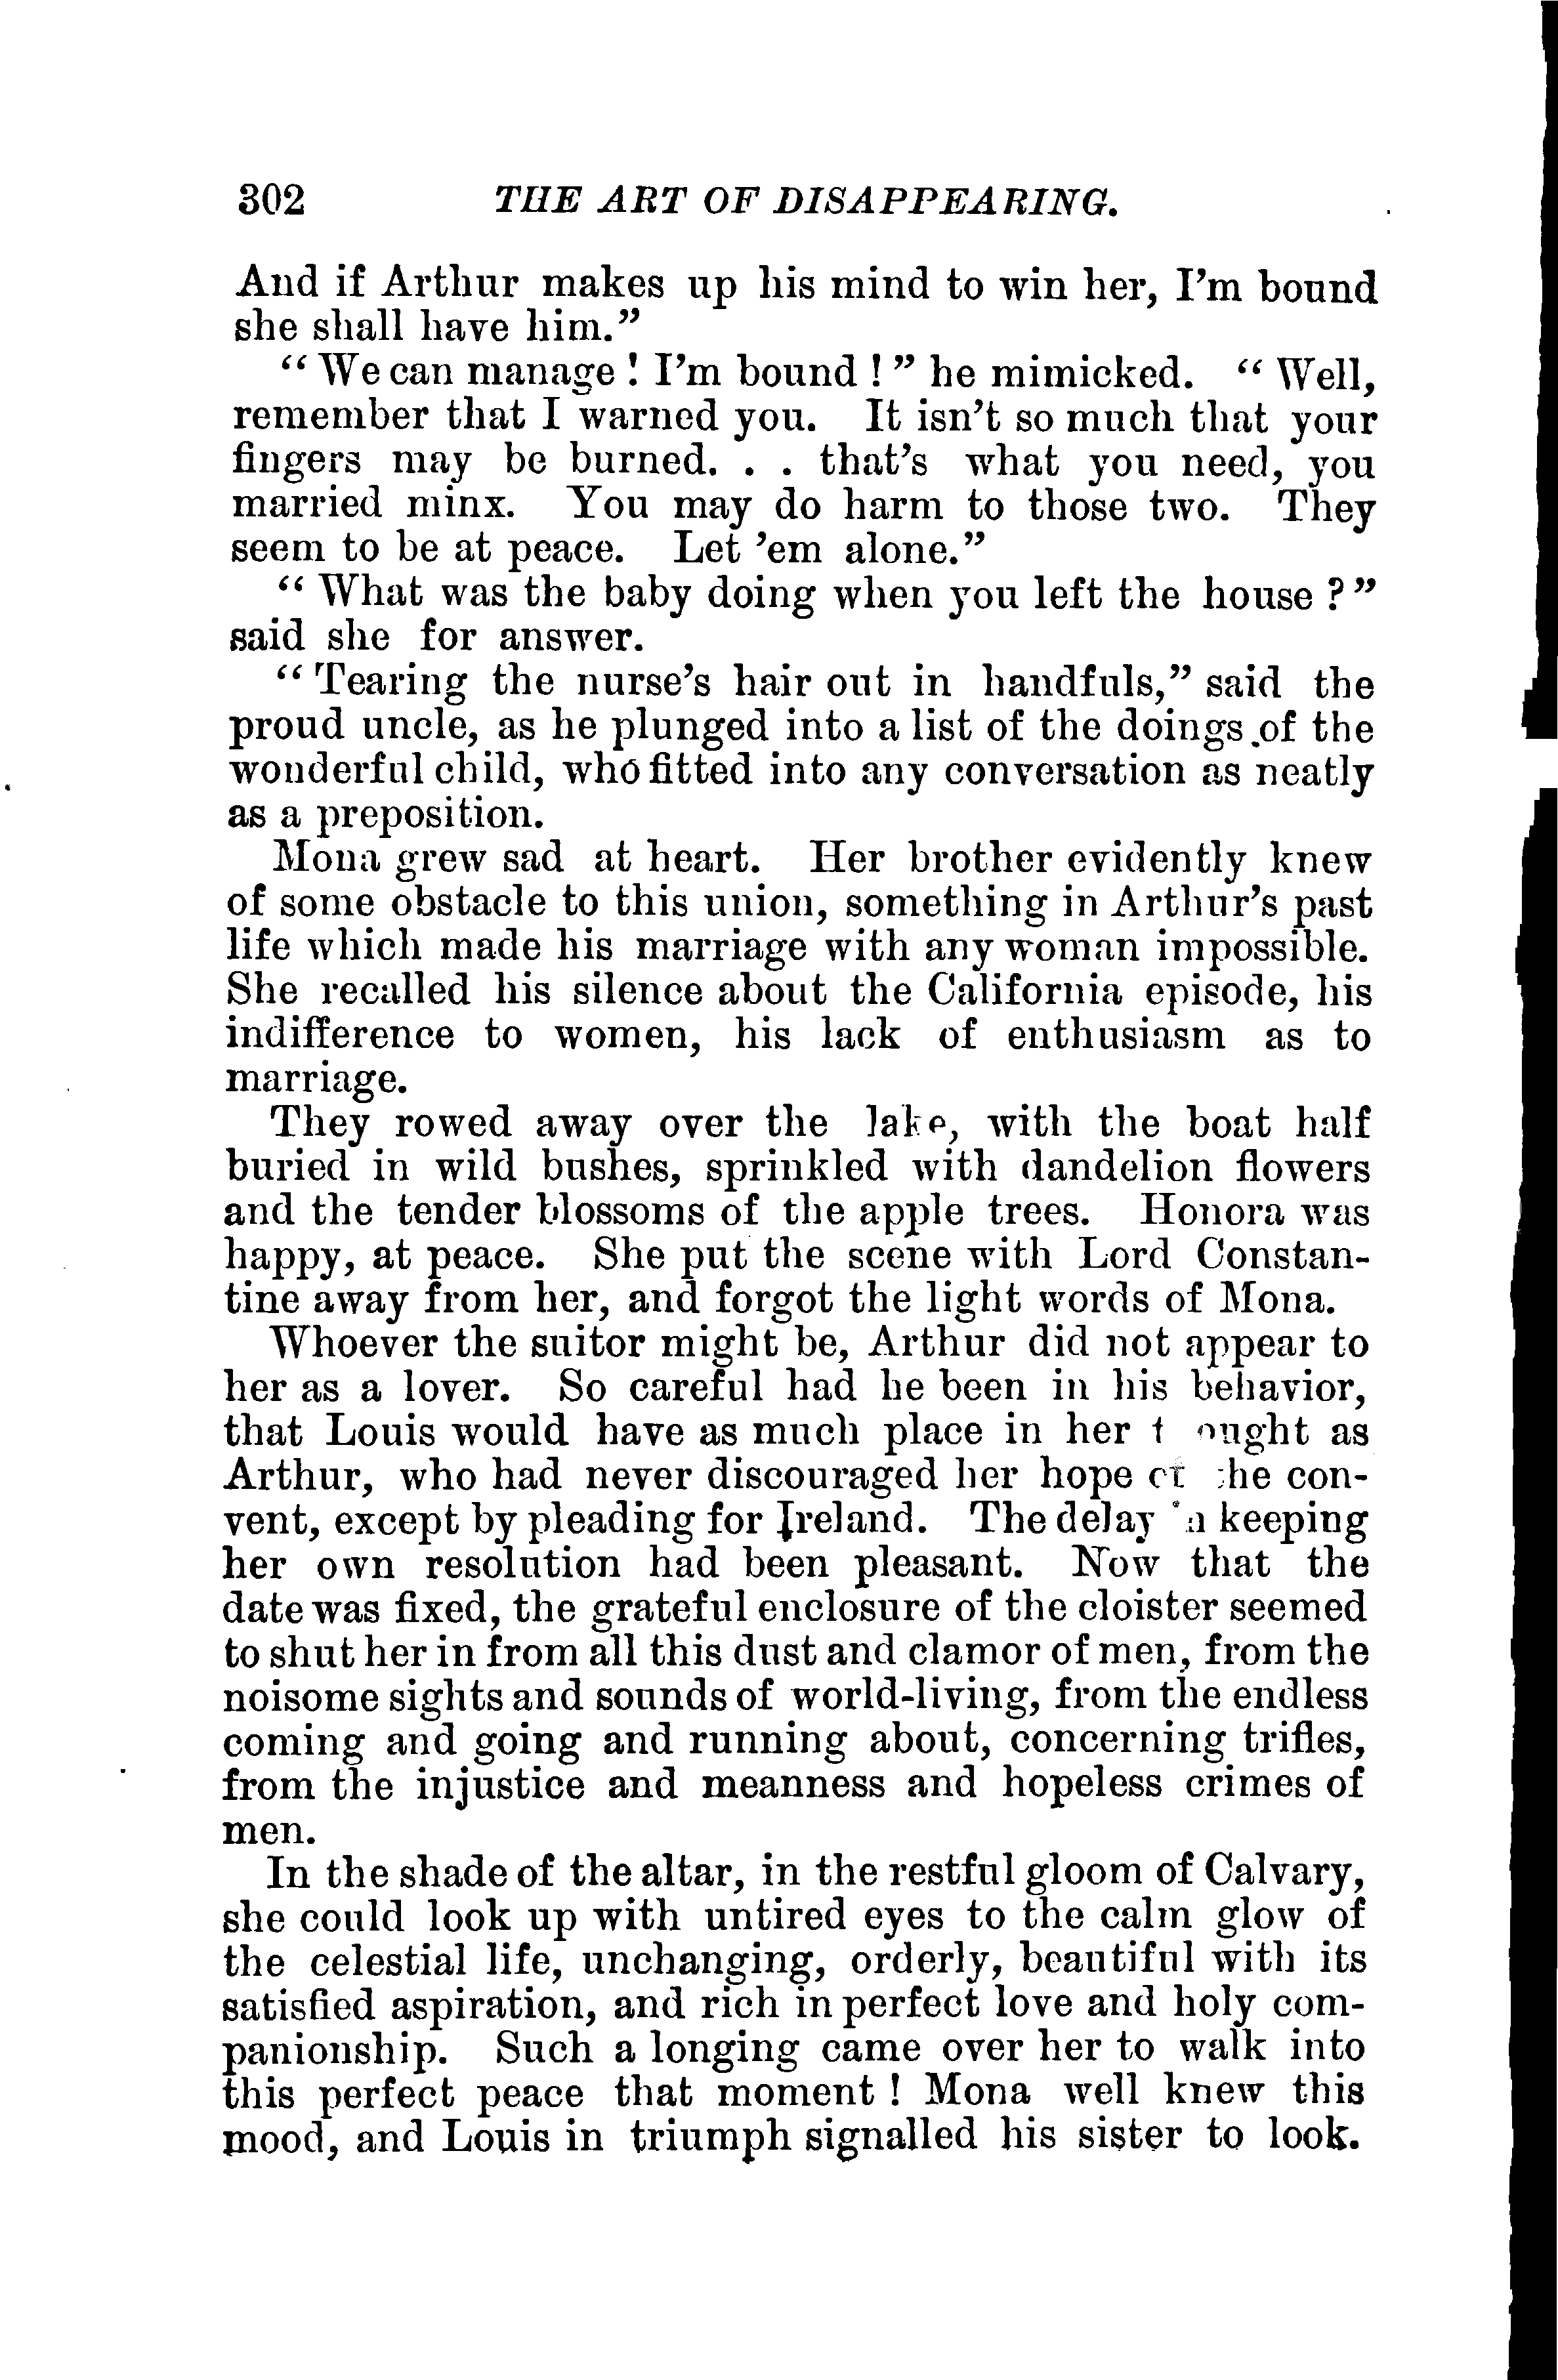 302 THE ART OF DISAPPEARING.
And if Arthur makes up his mind to win her, I'm bound
she shall have him."
"We can manage! I'm bound!" he mimicked. "Well,
remember that I warned you. It isn't so much that your
fingers may be burned. . . that's what you need, you
married minx. You may do harm to those two. They
seem to be at peace. Let 'em alone."
"What was the baby doing when you left the house?"
said she for answer.
"Tearing the nurse's hair out in handfuls," said the
proud uncle, as he plunged into a list of the doings of the
wonderful child, who fitted into any conversation as neatly
as a preposition.
Mona grew sad at heart. Her brother evidently knew
of some obstacle to this union, something in Arthur's past
life which made his marriage with any woman impossible.
She recalled his silence about the California episode, his
indifference to women, his lack of enthusiasm as to
marriage.
They rowed away over the lake, with the boat half
buried in wild bushes, sprinkled with dandelion flowers
and the tender blossoms of the apple trees. Honora was
happy, at peace. She put the scene with Lord Constan-
tine away from her, and forgot the light words of Mona.
Whoever the suitor might be, Arthur did not appear to
her as a lover. So careful had he been in his behavior,
that Louis would have as much place in her thought as
Arthur, who had never discouraged her hope of the con-
vent, except by pleading for Ireland. The delay in keeping
her own resolution had been pleasant. Now that the
date was fixed, the grateful enclosure of the cloister seemed
to shut her in from all this dust and clamor of men, from the
noisome sights and sounds of world-living, from the endless
coming and going and running about, concerning trifles,
from the injustice and meanness and hopeless crimes of
men.
In the shade of the altar, in the restful gloom of Calvary,
she could look up with untired eyes to the calm glow of
the celestial life, unchanging, orderly, beautiful with its
satisfied aspiration, and rich in perfect love and holy com-
panionship. Such a longing came over her to walk into
this perfect peace that moment! Mona well knew this
mood, and Louis in triumph signalled his sister to look.